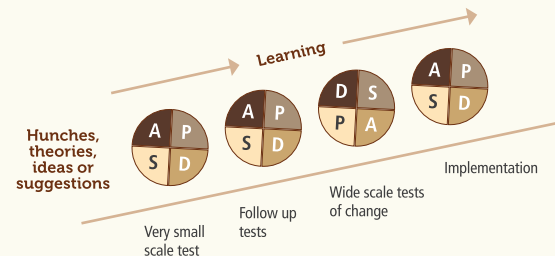 Learning
Hunches,
theories,
ideas or
suggestions
A P
S D
A P
S D
D S
P A
A P
S D
Very small
scale test
Follow up
tests
Wide scale tests
of change
Implementation